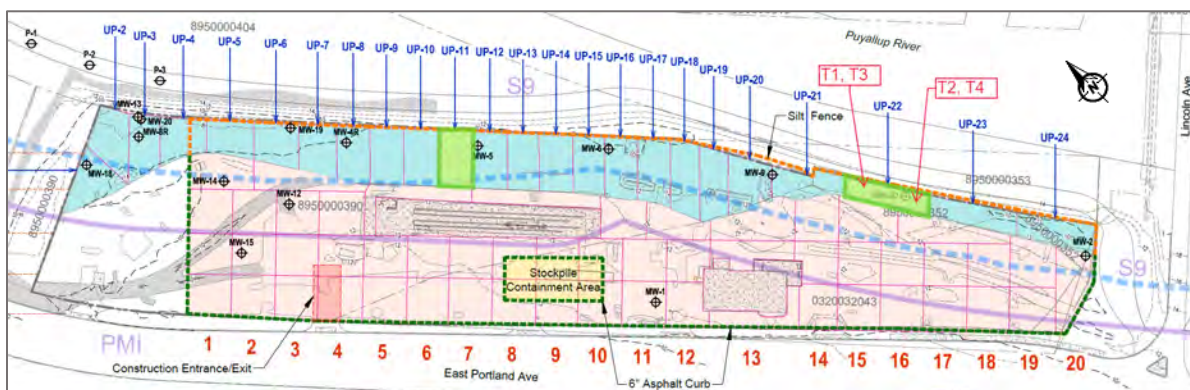 8950000404
Puyallup River
Lincoln Ave
P-1
P-2
P-3
UP-2
UP-3
UP-4
UP-5
UP-6
UP-7
UP-8
UP-9
UP-10
UP-11
UP-12
UP-13
UP-14
UP-15
UP-16
UP-17
UP-18
UP-19
UP-20
UP-21
UP-22
UP-23
UP-24
S9
T1, T3
T2, T4
N
Silt Fence
MW-13
MW-20
MW-8R
MW-19
MW-4R
MW-5
MW-6
MW-9
8950000353
MW-14
MW-12
8950000390
8950000390
MW-15
MW-2
S9
Stockpile
Containment Area
MW-1
0320032043
PMI
1 2 3 4 5 6 7 8 9 10 11 12 13 14 15 16 17 18 19 20
Construction Entrance/Exit
East Portland Ave
6" Asphalt Curb